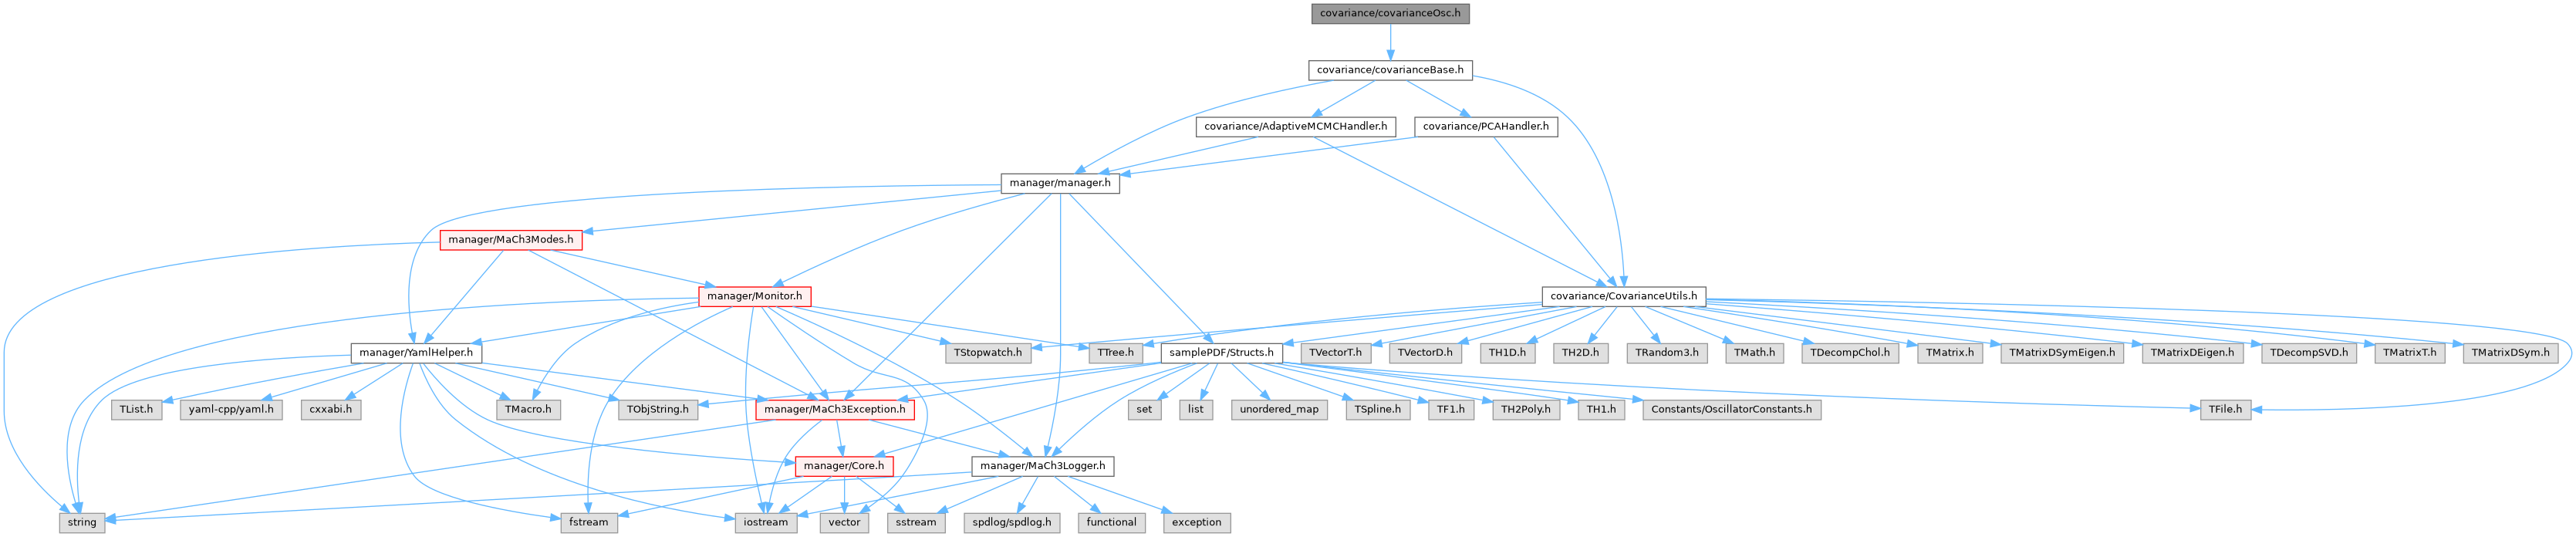 covariance/covarianceOsc.h
covariance/covarianceBase.h
covariance/AdaptiveMCMCHandler.h
covariance/PCAHandler.h
manager/manager.h
manager/MaCh3Modes.h
manager/Monitor.h
covariance/CovarianceUtils.h
manager/YamlHelper.h
TStopwatch.h
TTree.h
samplePDF/Structs.h
TVectorT.h
TVectorD.h
TH1D.h
TH2D.h
TRandom3.h
TMath.h
TDecompChol.h
TMatrix.h
TMatrixDSymEigen.h
TMatrixDEigen.h
TDecompSVD.h
TMatrixT.h
TMatrixDSym.h
TList.h
yaml-cpp/yaml.h
cxxabi.h
TMacro.h
TObjString.h
manager/MaCh3Exception.h
set
list
unordered_map
TSpline.h
TF1.h
TH2Poly.h
TH1.h
Constants/OscillatorConstants.h
TFile.h
manager/Core.h
manager/MaCh3Logger.h
string
fstream
iostream
vector
sstream
spdlog/spdlog.h
functional
exception